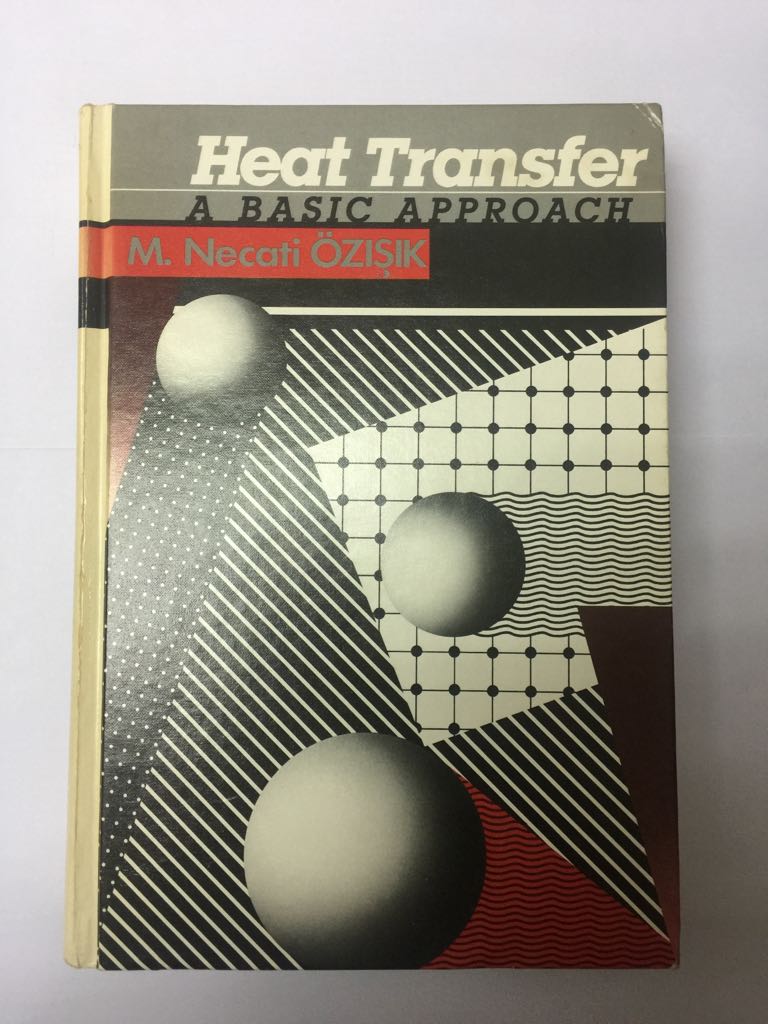 Heat Transfer
A BASIC APPROACH
M. Necati ÖZIŞIK